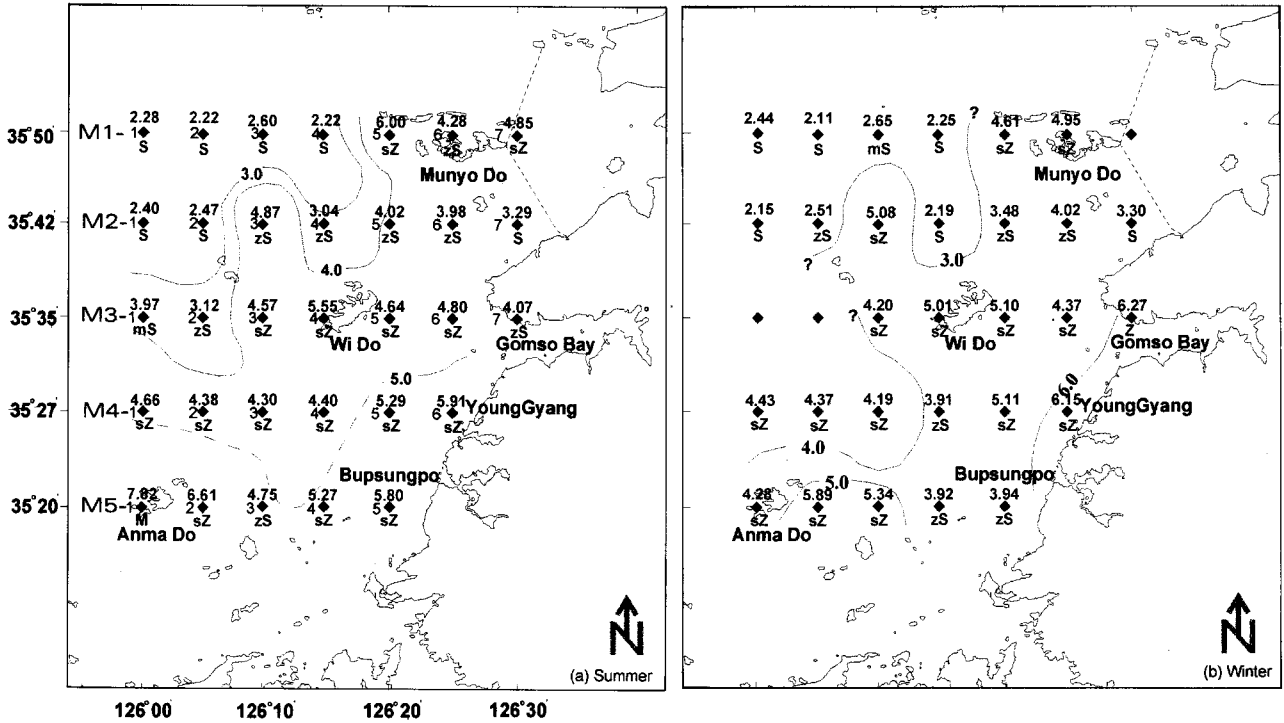 2.28 2.22 2.60 2.22 6.00 4.28 4.85
35°50' M1-1 2 3 4 5 6 7
S S S S sZ zS sZ
Munyo Do
3.0
2.40 2.47 4.87 3.04 4.02 3.98 3.29
35°42' M2-1 2 3 4 5 6 7
S S zS zS zS zS S
4.0
3.97 3.12 4.57 5.55 4.64 4.80 4.07
35°35' M3-1 2 3 4 5 6 7
mS zS sZ sZ sZ sZ zS
Wi Do Gomso Bay
5.0
4.66 4.38 4.30 4.40 5.29 5.91
35°27' M4-1 2 3 4 5 6 YoungGyang
sZ sZ sZ sZ sZ sZ
Bupsungpo
6.61 4.75 5.27 5.80
35°20' M5-1 2 3 4 5
M sZ zS sZ sZ
Anma Do
N
(a) Summer
126°00' 126°10' 126°20' 126°30'
?
2.44 2.11 2.65 2.25 4.61 4.95
S S mS S sZ sZ
Munyo Do
2.15 2.51 5.08 2.19 3.48 4.02 3.30
S zS sZ S zS zS S
? 3.0
? 4.20 5.01 5.10 4.37 6.27
sZ sZ sZ sZ Z
Wi Do Gomso Bay
6.0
4.43 4.37 4.19 3.91 5.11 6.15 YoungGyang
sZ sZ sZ zS sZ sZ
4.0
Bupsungpo
5.0
4.28 5.89 5.34 3.92 3.94
sZ sZ sZ zS zS
Anma Do
N
(b) Winter